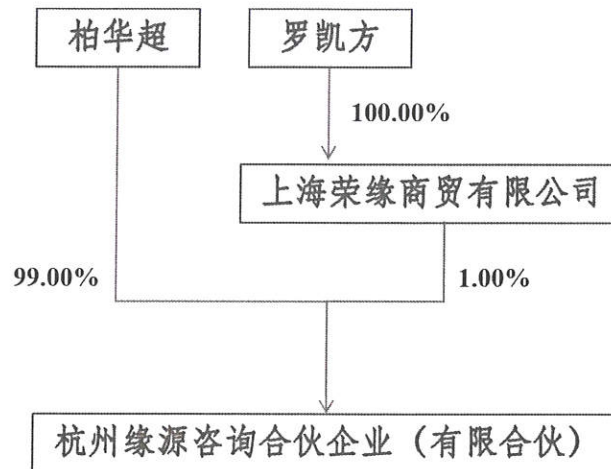 柏华超
罗凯方
100.00%
上海荣缘商贸有限公司
99.00%
1.00%
杭州缘源咨询合伙企业（有限合伙）